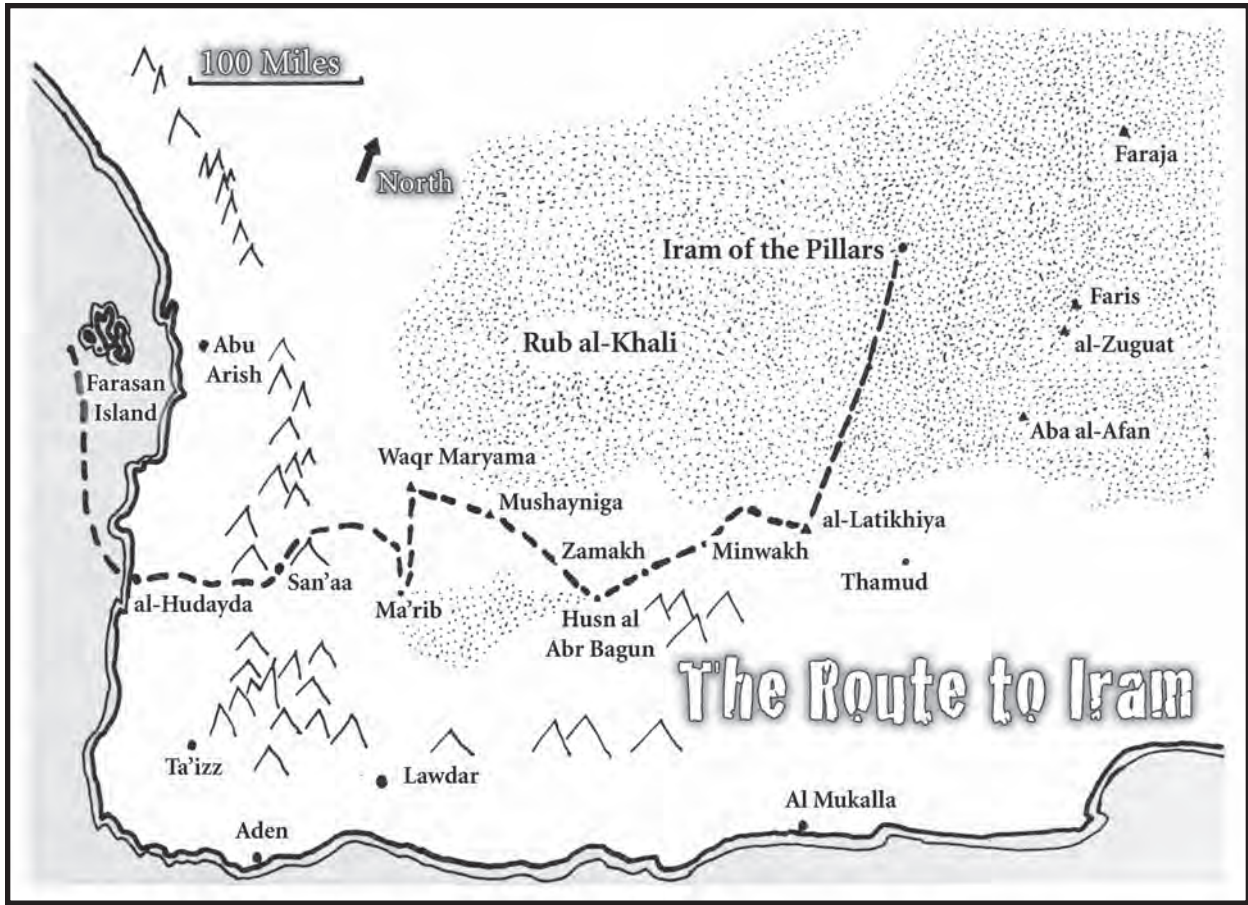 100 Miles
North
Faraja
Iram of the Pillars
Faris
al-Zuguat
Rub al-Khali
Abu
Arish
Farasan
Island
Aba al-Afan
Waqr Maryama
Mushayniga
al-Latikhiya
Zamakh
Minwakh
San'aa
Thamud
al-Hudayda
Ma'rib
Husn al
Abr Bagun
The Route to Iram
Ta'izz
Lawdar
Al Mukalla
Aden